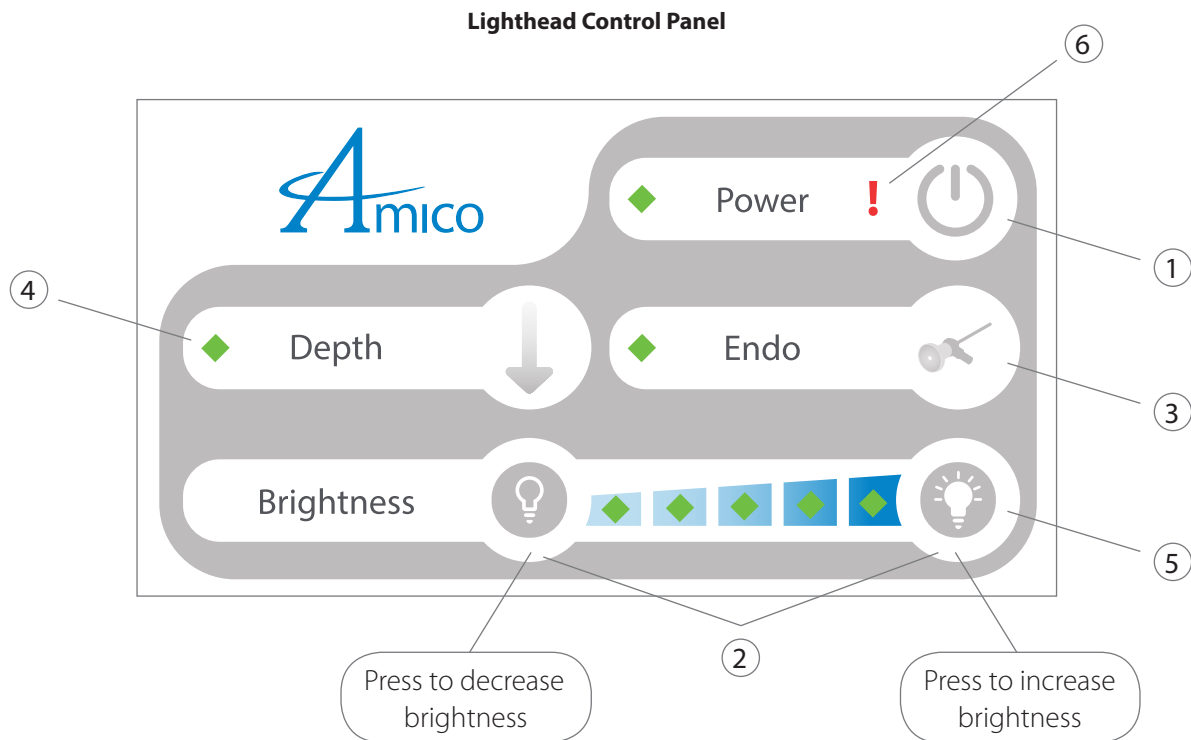 Lighthead Control Panel
6
Amico
Power !
1
4
Depth
Endo
3
Brightness
5
2
Press to decrease
brightness
Press to increase
brightness